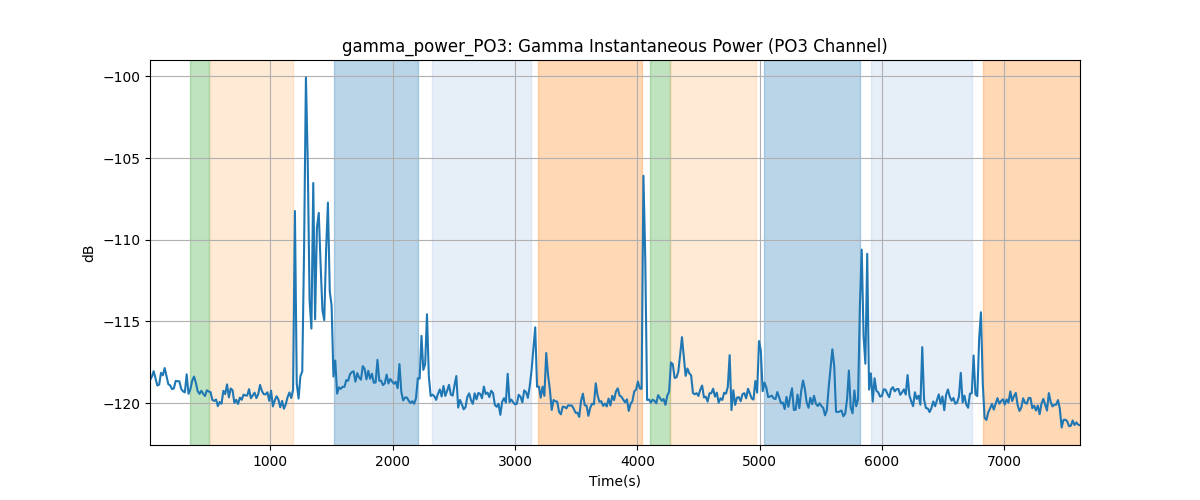 gamma_power_PO3: Gamma Instantaneous Power (PO3 Channel)
−100
−105
−110
−115
−120
dB
1000 2000 3000 4000 5000 6000 7000
Time(s)